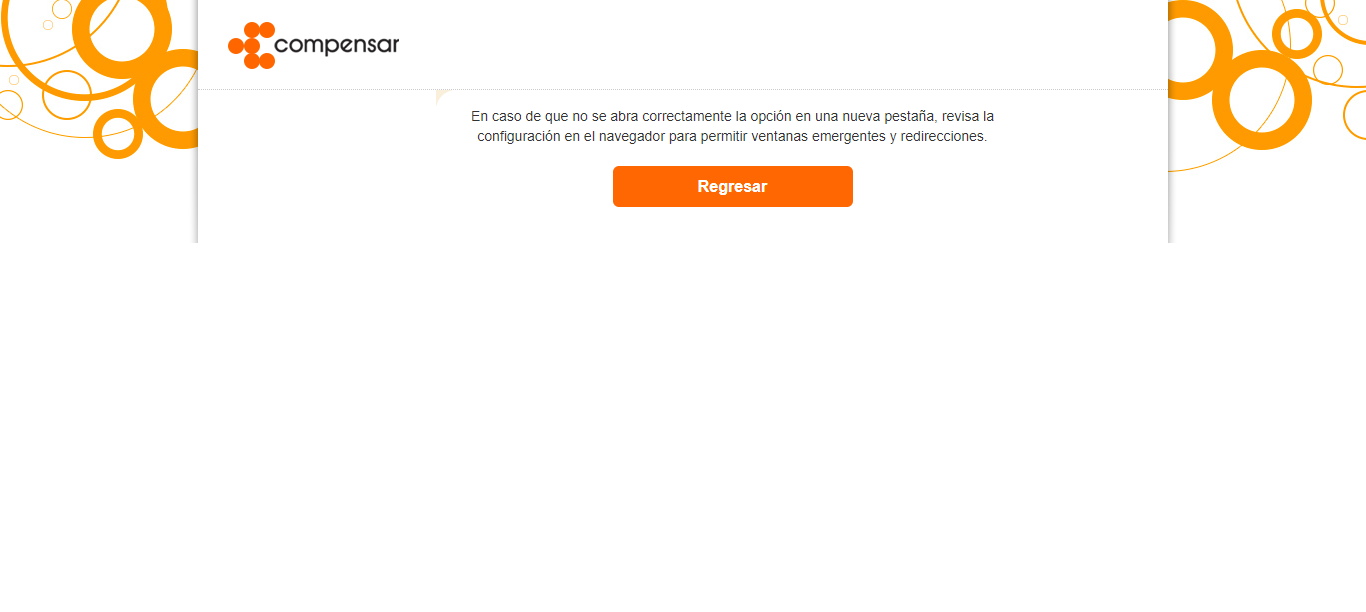 compensar
En caso de que no se abra correctamente la opción en una nueva pestaña, revisa la
configuración en el navegador para permitir ventanas emergentes y redirecciones.
Regresar